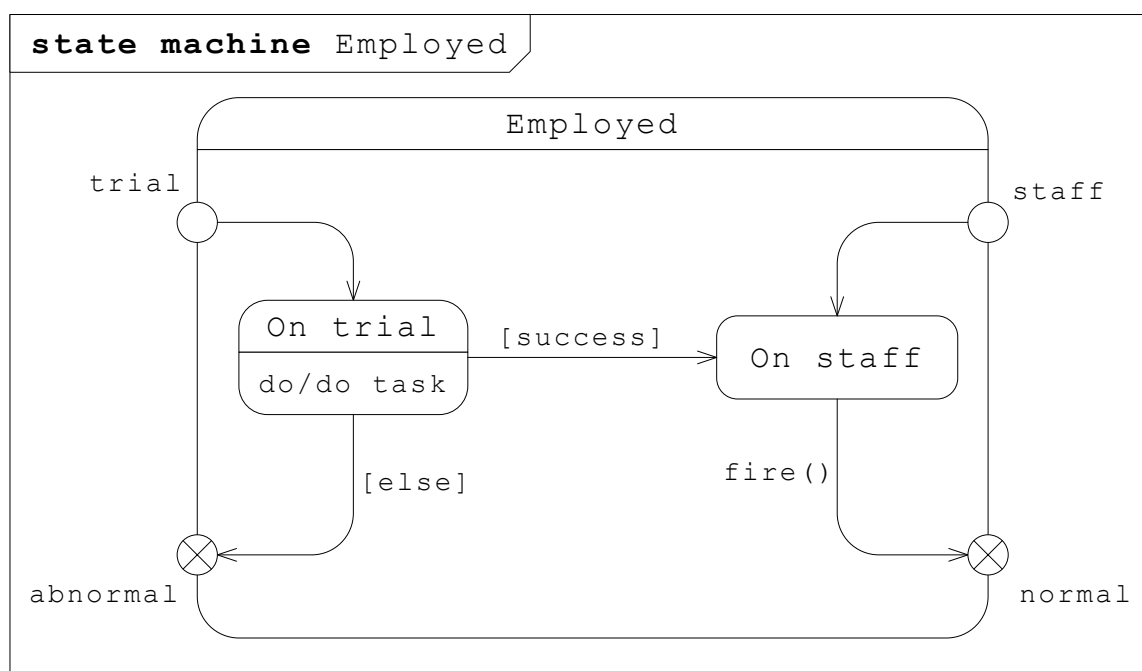 state machine Employed
Employed
trial
staff
On trial
do/do task
[success]
On staff
[else]
fire()
abnormal
normal